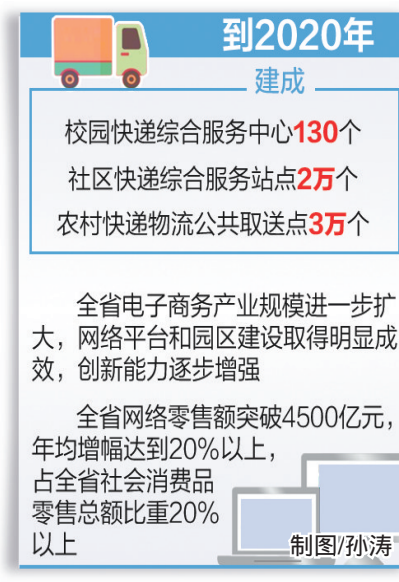 到2020年
建成
校园快递综合服务中心130个
社区快递综合服务站点2万个
农村快递物流公共取送点3万个
全省电子商务产业规模进一步扩
大，网络平台和园区建设取得明显成
效，创新能力逐步增强
全省网络零售额突破4500亿元，
年均增幅达到20%以上，
占全省社会消费品
零售总额比重20%
以上
制图/孙涛